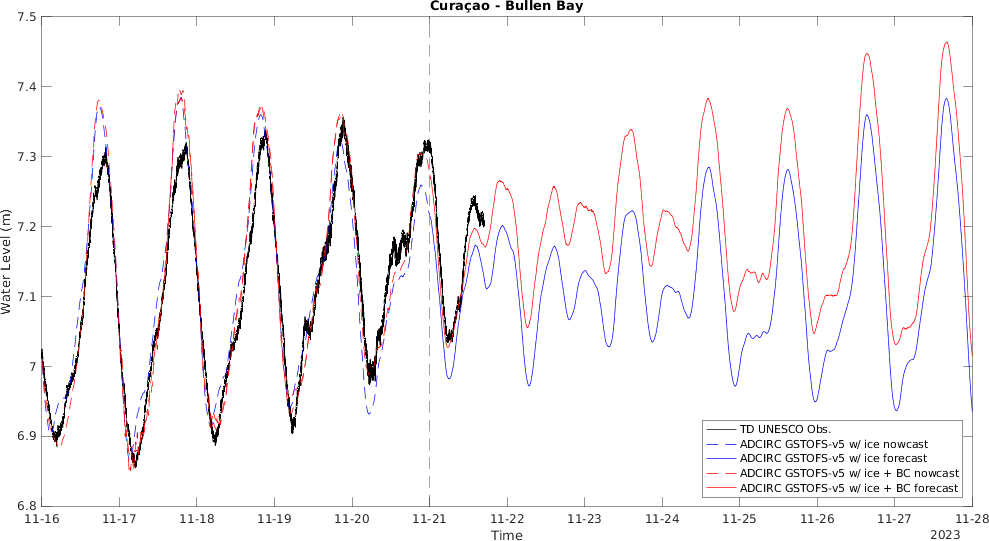 Curaçao - Bullen Bay
7.5
7.4
7.3
7.2
7.1
7
6.9
6.8
Water Level (m)
TD UNESCO Obs.
ADCIRC GSTOFS-v5 w/ ice nowcast
ADCIRC GSTOFS-v5 w/ ice forecast
ADCIRC GSTOFS-v5 w/ ice + BC nowcast
ADCIRC GSTOFS-v5 w/ ice + BC forecast
11-16 11-17 11-18 11-19 11-20 11-21 11-22 11-23 11-24 11-25 11-26 11-27 11-28
Time
2023